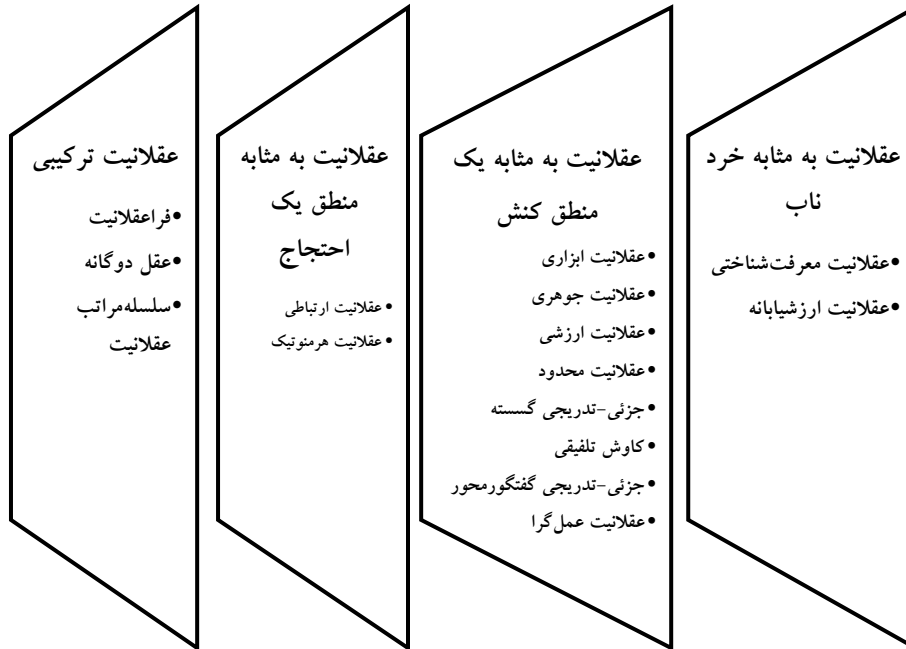 عقلانیت به مثابه خرد
ناب
•عقلانیت معرفت‌شناختی
•عقلانیت ارزشیابانه
عقلانیت به مثابه یک
منطق کنش
•عقلانیت ابزاری
•عقلانیت جوهری
•عقلانیت ارزشی
•عقلانیت محدود
•جزئی-تدریجی گسسته
•کاوش تلفیقی
•جزئی-تدریجی گفتگورمحور
•عقلانیت عمل‌گرا
عقلانیت به مثابه
منطق یک
احتجاج
•عقلانیت ارتباطی
•عقلانیت هرمنوتیک
عقلانیت ترکیبی
•فراعقلانیت
•عقل دوگانه
•سلسله‌مراتب
عقلانیت